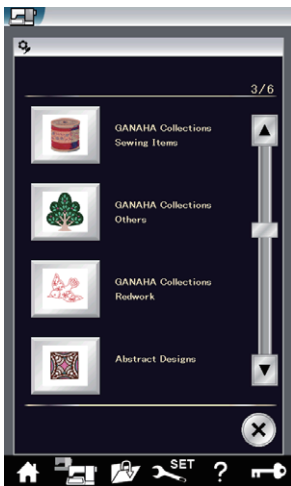 3/6
GANAHA Collections
Sewing Items
GANAHA Collections
Others
GANAHA Collections
Redwork
Abstract Designs
SET
?